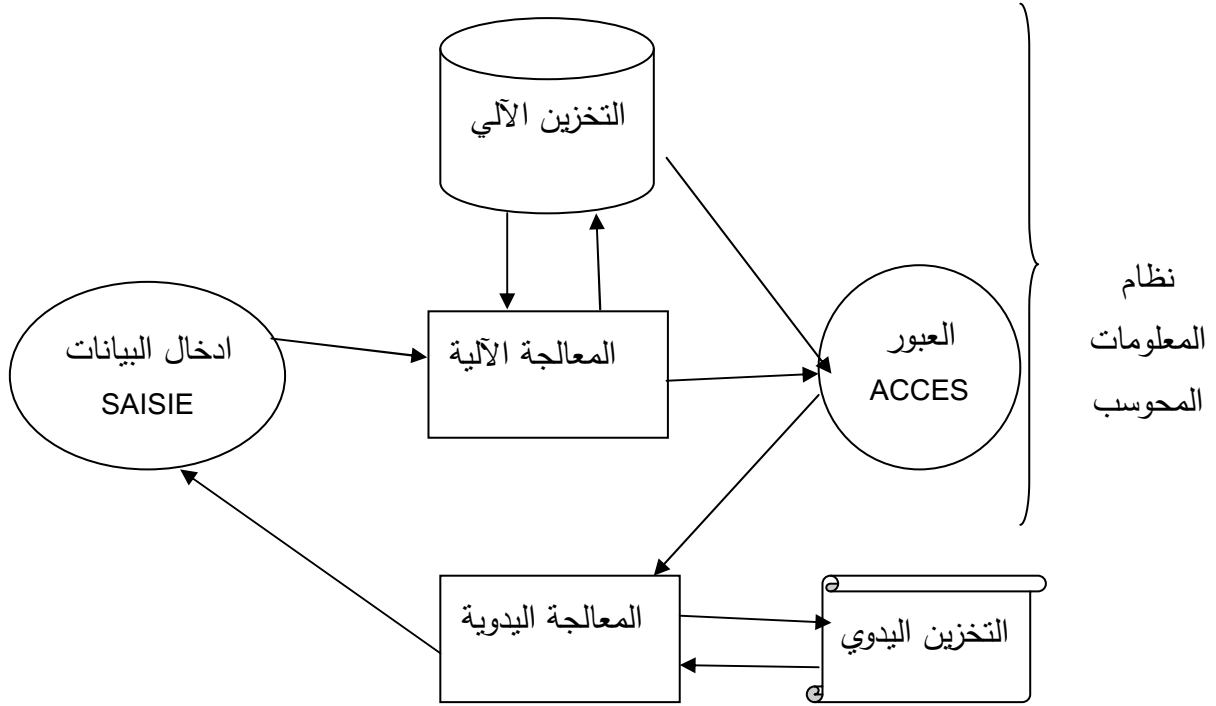 التخزين الآلي
نظام
المعلومات
المحوسب
العبور
ACCES
المعالجة الآلية
ادخال البيانات
SAISIE
المعالجة اليدوية
التخزين اليدوي